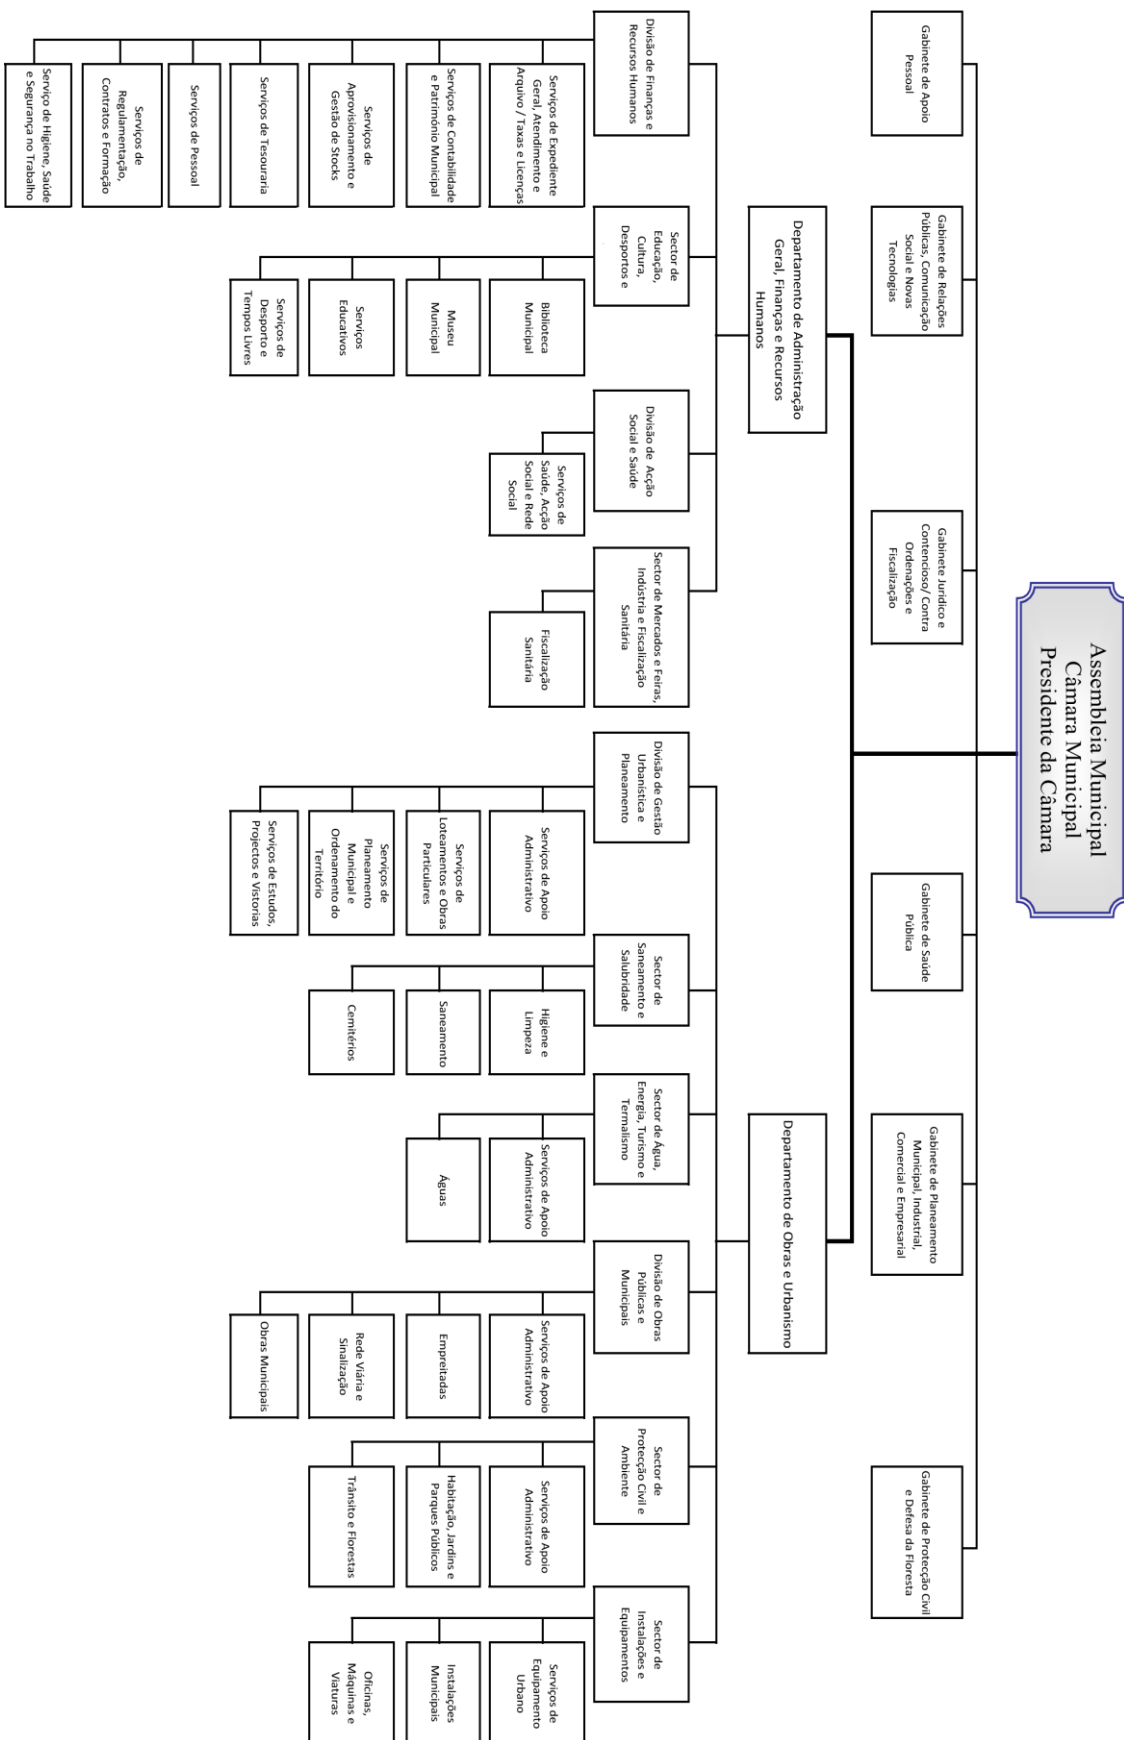 Assembleia Municipal
Câmara Municipal
Presidente da Câmara
Gabinete de Apoio
Pessoal
Gabinete de Relações
Públicas, Comunicação
Social e Novas
Tecnologias
Gabinete Jurídico e
Contencioso/ Contra
Ordenações e
Fiscalização
Gabinete de Saúde
Pública
Gabinete de Planeamento
Municipal, Industrial,
Comercial e Empresarial
Gabinete de Protecção Civil
e Defesa da Floresta
Departamento de Administração
Geral, Finanças e Recursos
Humanos
Departamento de Obras e Urbanismo
Divisão de Finanças e
Recursos Humanos
Serviços de Expediente
Geral, Atendimento e
Arquivo / Taxas e Licenças
Serviços de Contabilidade
e Património Municipal
Serviços de
Aprovisionamento e
Gestão de Stocks
Serviços de Tesouraria
Serviços de Pessoal
Serviços de
Regulamentação,
Contratos e Formação
Serviço de Higiene, Saúde
e Segurança no Trabalho
Sector de
Educação,
Cultura,
Desportos e
Biblioteca
Municipal
Museu
Municipal
Serviços
Educativos
Serviços de
Desporto e
Tempos Livres
Divisão de Acção
Social e Saúde
Serviços de
Saúde, Acção
Social e Rede
Social
Sector de Mercados e Feiras,
Indústria e Fiscalização
Sanitária
Fiscalização
Sanitária
Divisão de Gestão
Urbanística e
Planeamento
Serviços de Apoio
Administrativo
Serviços de
Loteamentos e Obras
Particulares
Serviços de
Planeamento
Municipal e
Ordenamento do
Território
Serviços de Estudos,
Projectos e Vistorias
Sector de
Saneamento e
Salubridade
Higiene e
Limpeza
Saneamento
Cemitérios
Sector de Água,
Energia, Turismo e
Termalismo
Serviços de Apoio
Administrativo
Águas
Divisão de Obras
Públicas e
Municipais
Serviços de Apoio
Administrativo
Empreitadas
Rede Viária e
Sinalização
Obras Municipais
Sector de
Protecção Civil e
Ambiente
Serviços de Apoio
Administrativo
Habitação, Jardins e
Parques Públicos
Trânsito e Florestas
Sector de
Instalações e
Equipamentos
Serviços de
Equipamento
Urbano
Instalações
Municipais
Oficinas,
Máquinas e
Viaturas